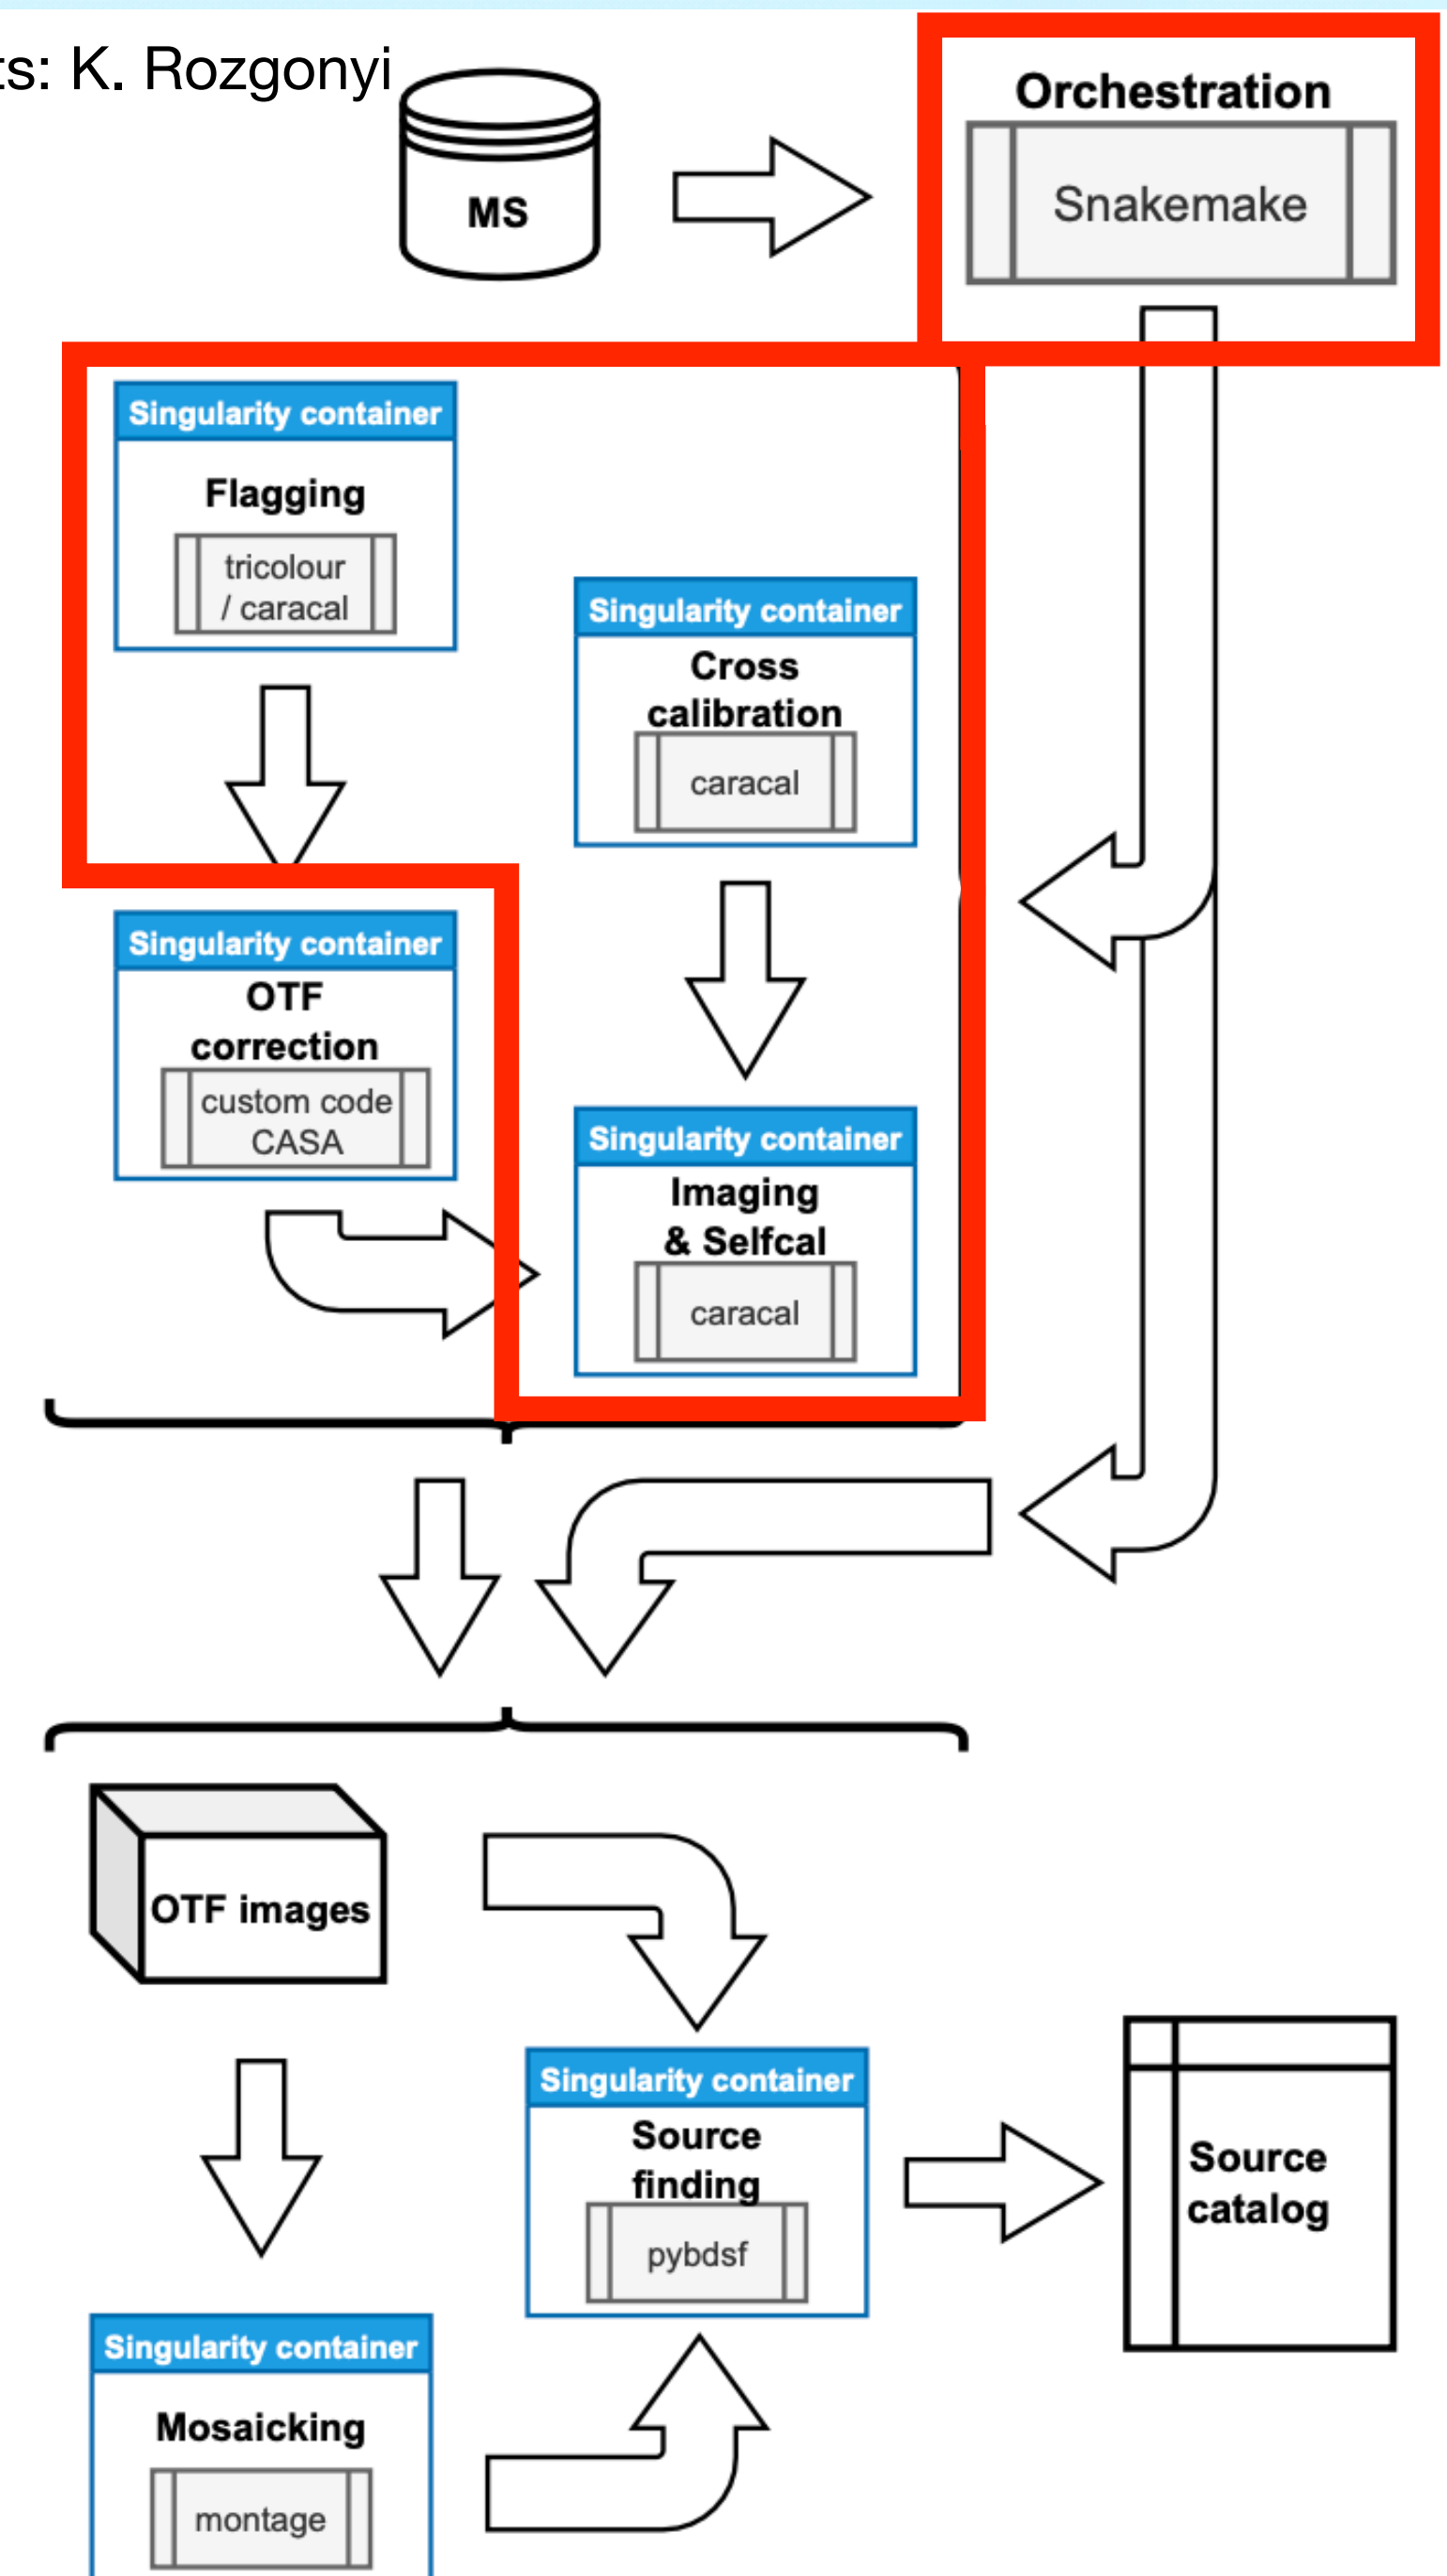 ts: K. Rozgonyi
MS
Orchestration
Snakemake
Singularity container
Flagging
tricolour
/ caracal
Singularity container
Cross
calibration
caracal
Singularity container
OTF
correction
custom code
CASA
Singularity container
Imaging
& Selfcal
caracal
OTF images
Singularity container
Source
finding
pybdsf
Source
catalog
Singularity container
Mosaicking
montage